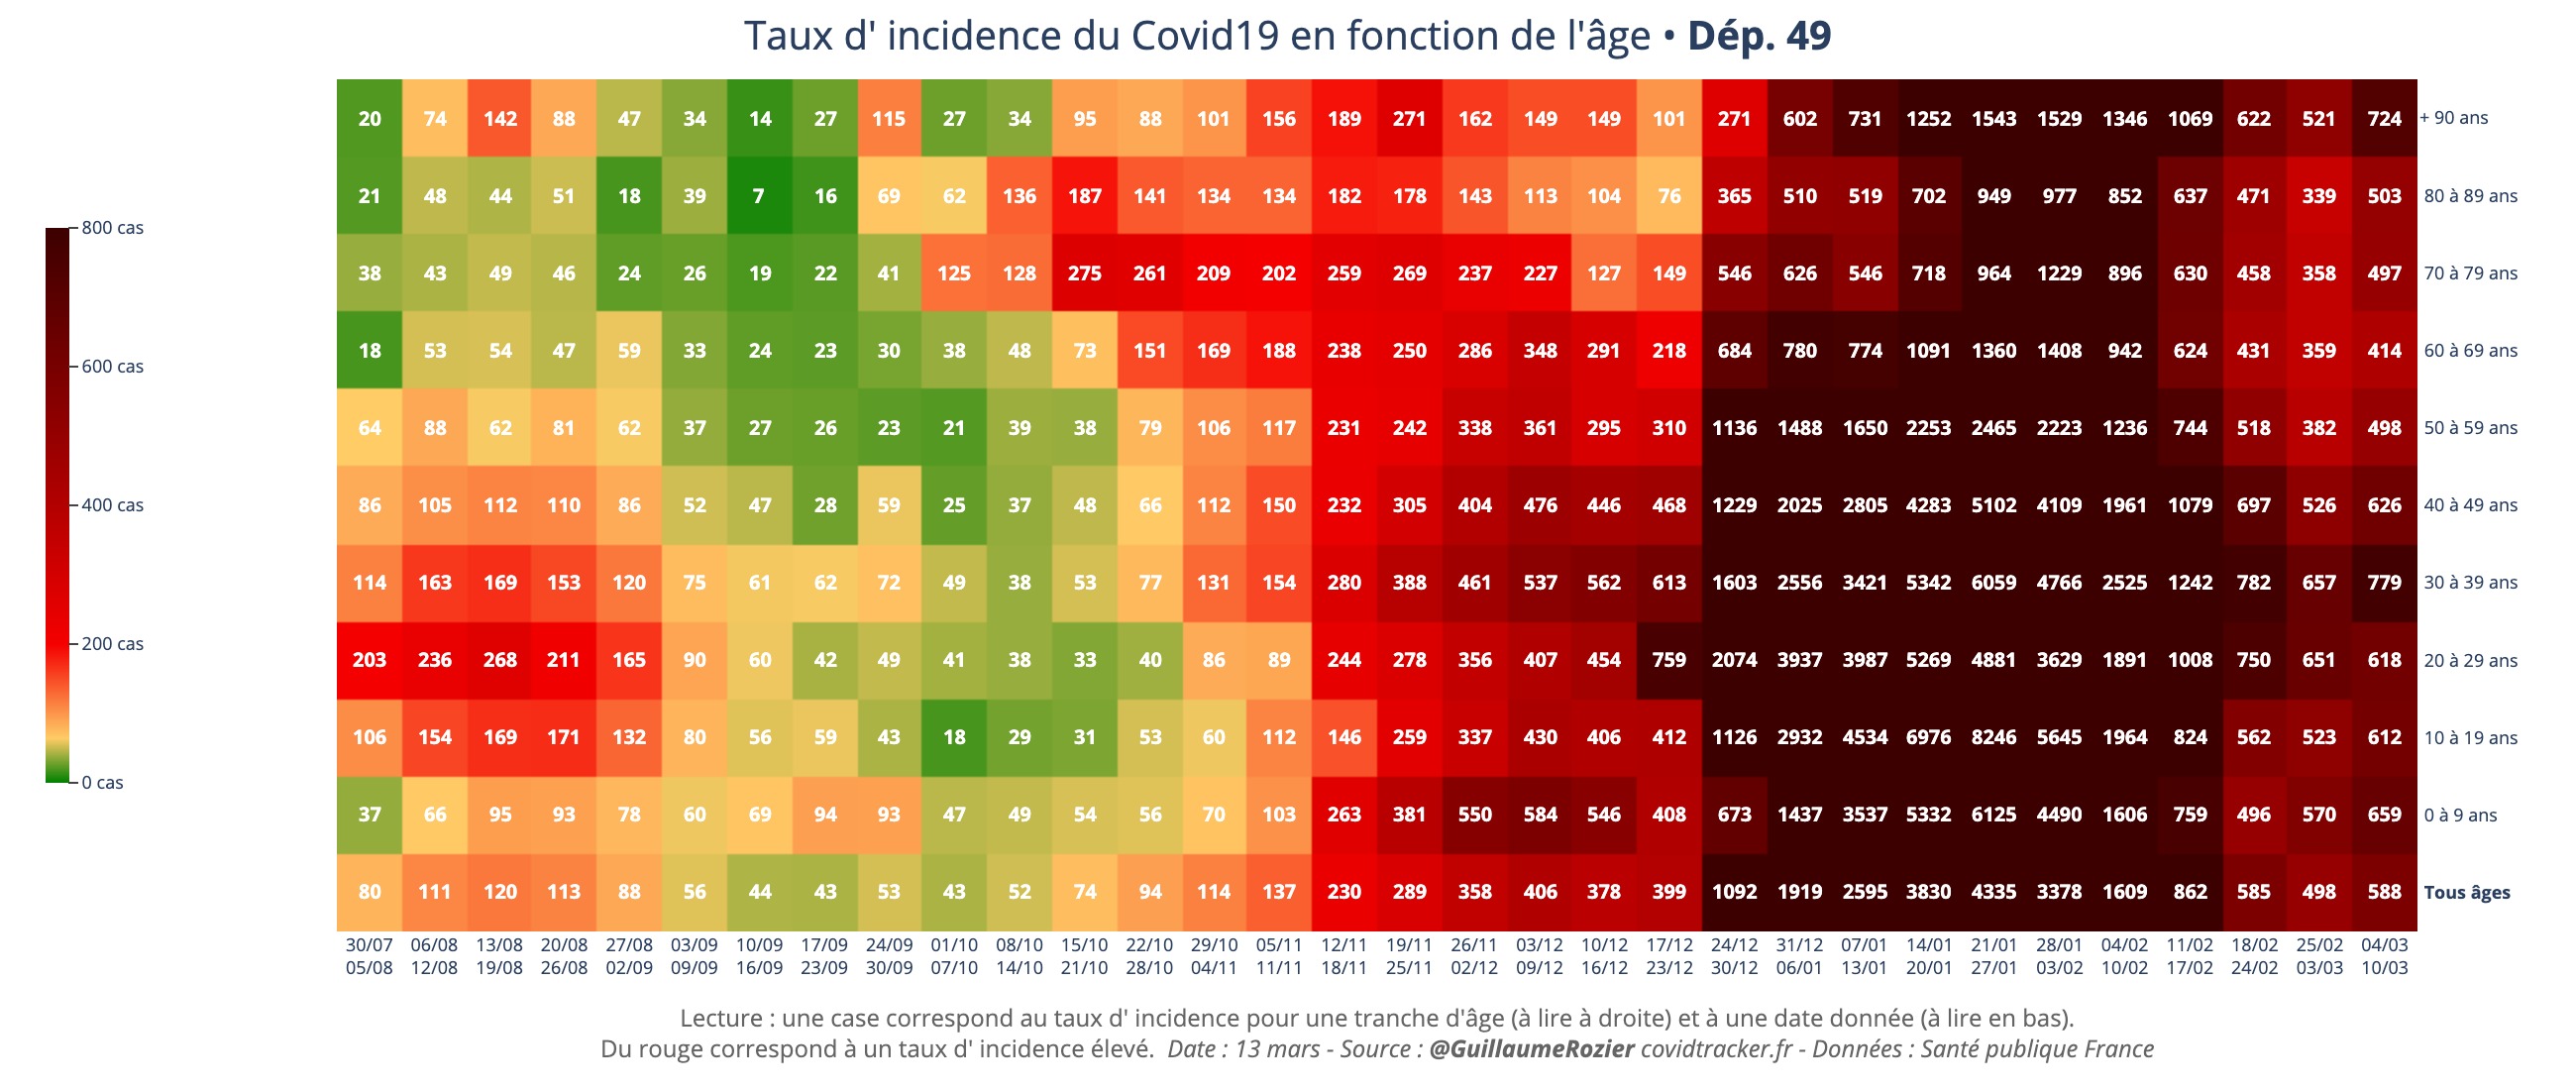 Taux d' incidence du Covid19 en fonction de l'âge • Dép. 49
800 cas
600 cas
400 cas
200 cas
0 cas
20 74 142 88 47 34 14 27 115 27 34 95 88 101 156 189 271 162 149 149 101 271 602 731 1252 1543 1529 1346 1069 622 521 724 + 90 ans
21 48 44 51 18 39 7 16 69 62 136 187 141 134 134 182 178 143 113 104 76 365 510 519 702 949 977 852 637 471 339 503 80 à 89 ans
38 43 49 46 24 26 19 22 41 125 128 275 261 209 202 259 269 237 227 127 149 546 626 546 718 964 1229 896 630 458 358 497 70 à 79 ans
18 53 54 47 59 33 24 23 30 38 48 73 151 169 188 238 250 286 348 291 218 684 780 774 1091 1360 1408 942 624 431 359 414 60 à 69 ans
64 88 62 81 62 37 27 26 23 21 39 38 79 106 117 231 242 338 361 295 310 1136 1488 1650 2253 2465 2223 1236 744 518 382 498 50 à 59 ans
86 105 112 110 86 52 47 28 59 25 37 48 66 112 150 232 305 404 476 446 468 1229 2025 2805 4283 5102 4109 1961 1079 697 526 626 40 à 49 ans
114 163 169 153 120 75 61 62 72 49 38 53 77 131 154 280 388 461 537 562 613 1603 2556 3421 5342 6059 4766 2525 1242 782 657 779 30 à 39 ans
203 236 268 211 165 90 60 42 49 41 38 33 40 86 89 244 278 356 407 454 759 2074 3937 3987 5269 4881 3629 1891 1008 750 651 618 20 à 29 ans
106 154 169 171 132 80 56 59 43 18 29 31 53 60 112 146 259 337 430 406 412 1126 2932 4534 6976 8246 5645 1964 824 562 523 612 10 à 19 ans
37 66 95 93 78 60 69 94 93 47 49 54 56 70 103 263 381 550 584 546 408 673 1437 3537 5332 6125 4490 1606 759 496 570 659 0 à 9 ans
80 111 120 113 88 56 44 43 53 43 52 74 94 114 137 230 289 358 406 378 399 1092 1919 2595 3830 4335 3378 1609 862 585 498 588 Tous âges
30/07 06/08 13/08 20/08 27/08 03/09 10/09 17/09 24/09 01/10 08/10 15/10 22/10 29/10 05/11 12/11 19/11 26/11 03/12 10/12 17/12 24/12 31/12 07/01 14/01 21/01 28/01 04/02 11/02 18/02 25/02 04/03
05/08 12/08 19/08 26/08 02/09 09/09 16/09 23/09 30/09 07/10 14/10 21/10 28/10 04/11 11/11 18/11 25/11 02/12 09/12 16/12 23/12 30/12 06/01 13/01 20/01 27/01 03/02 10/02 17/02 24/02 03/03 10/03
Lecture : une case correspond au taux d' incidence pour une tranche d'âge (à lire à droite) et à une date donnée (à lire en bas).
Du rouge correspond à un taux d' incidence élevé. Date : 13 mars - Source : @GuillaumeRozier covidtracker.fr - Données : Santé publique France